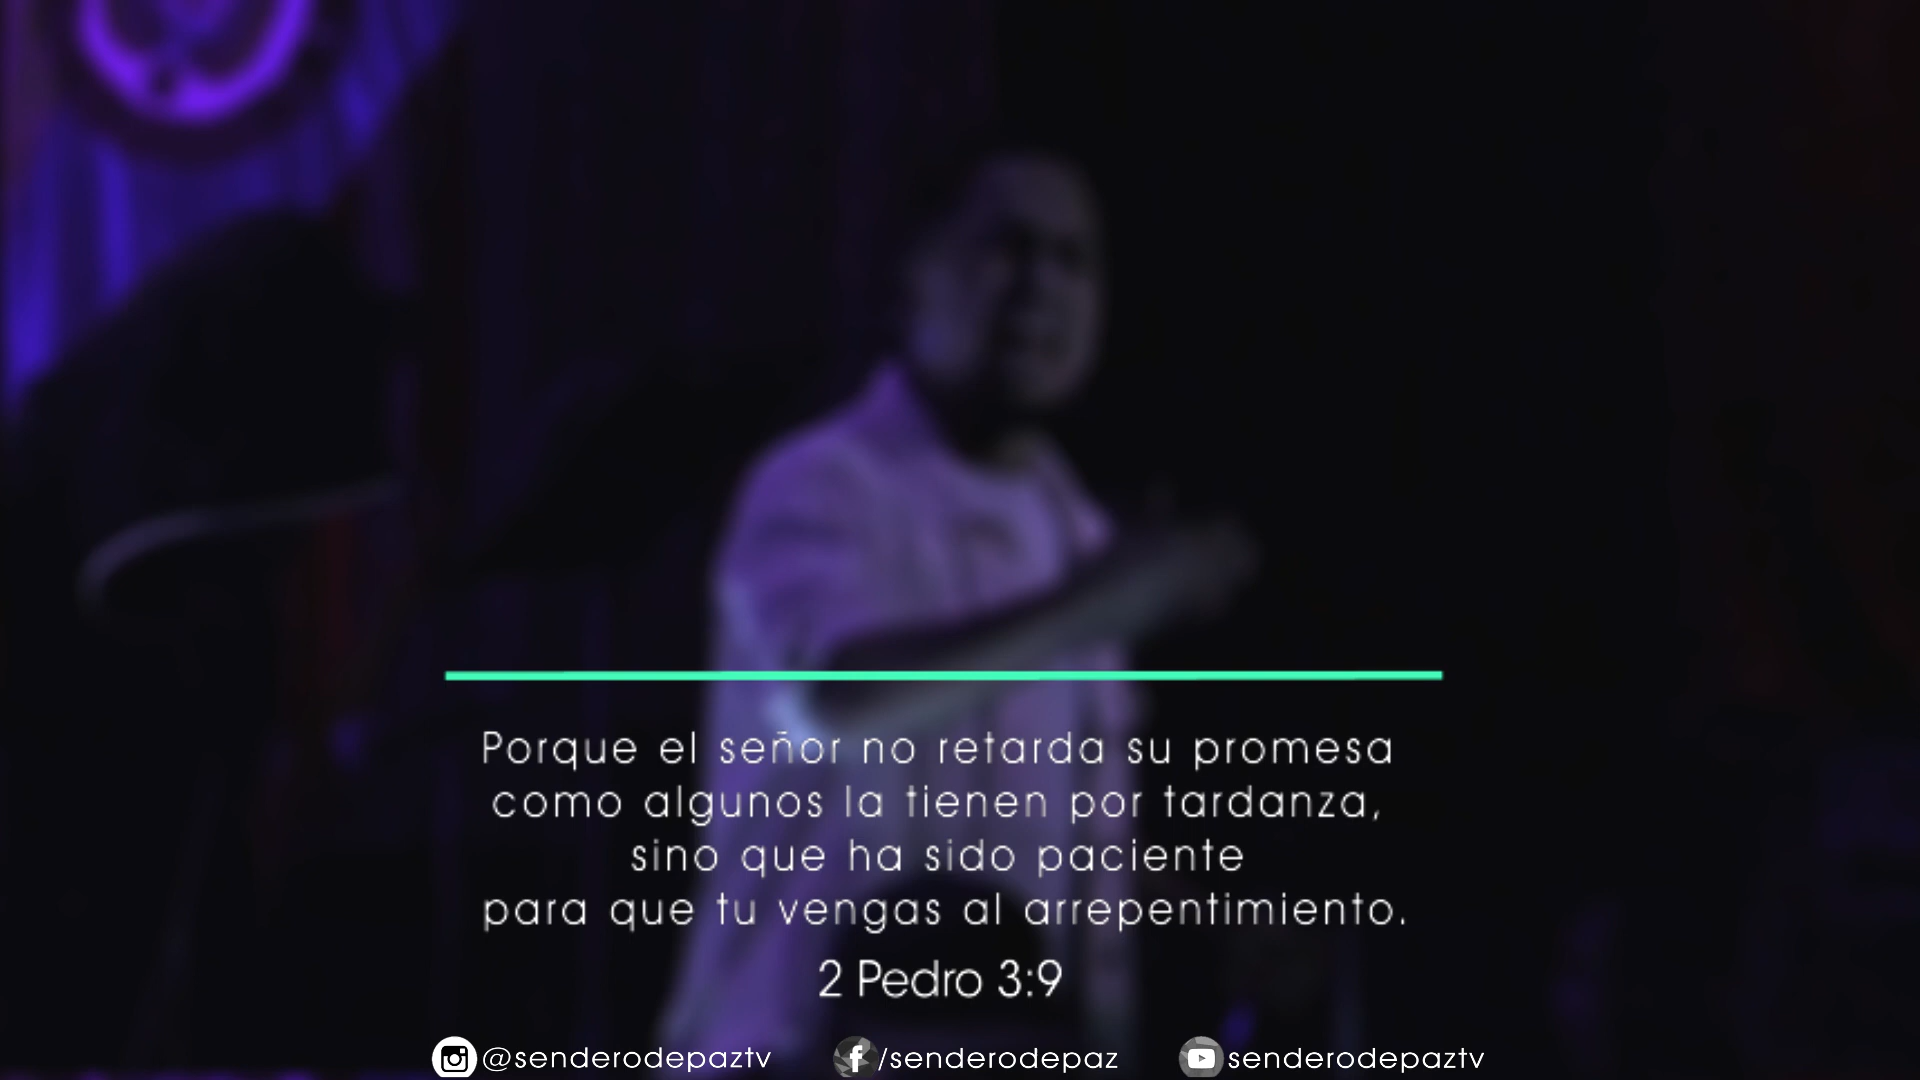 Porque el señor no retarda su promesa
como algunos la tienen por tardanza,
sino que ha sido paciente
para que tu vengas al arrepentimiento.
2 Pedro 3:9
@senderodepaztv /senderodepaz senderodepaztv